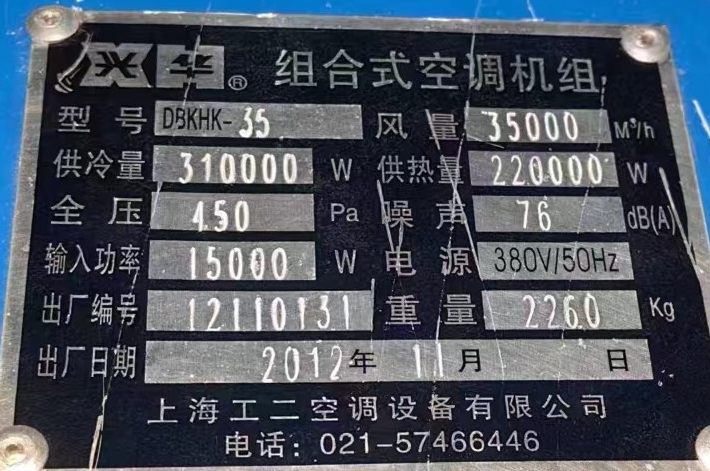 兴华® 组合式空调机组
型号 DBKHK-35 风量 35000 M³/h
供冷量 310000 W 供热量 220000 W
全压 450 Pa 噪声 76 dB(A)
输入功率 15000 W 电源 380V/50Hz
出厂编号 12110131 重量 2260 Kg
出厂日期 2012年 11月 日
上海工二空调设备有限公司
电话：021-57466446